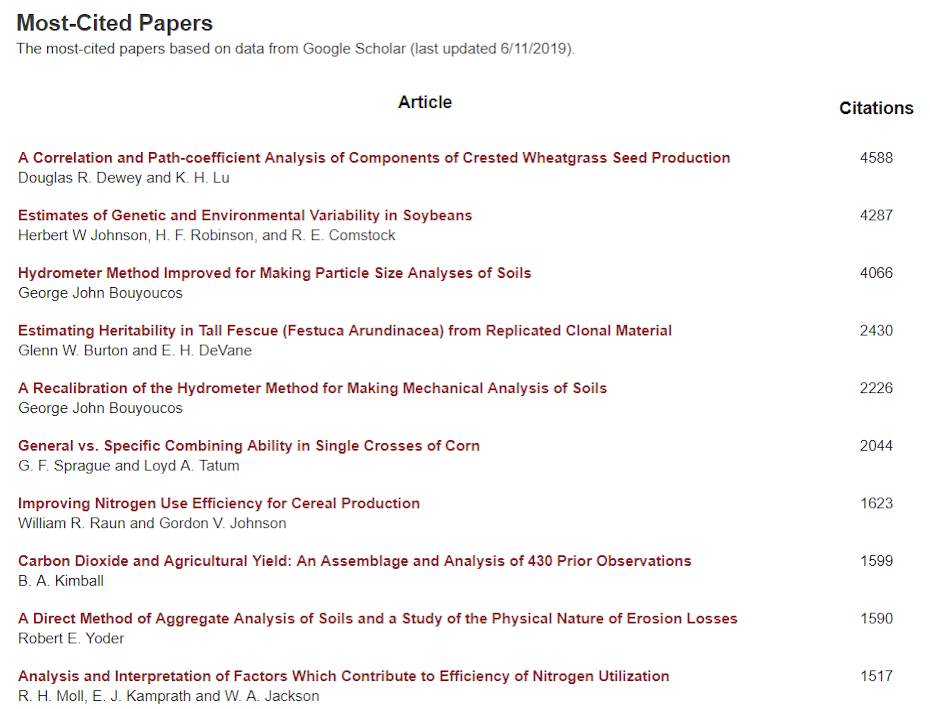 Most-Cited Papers
The most-cited papers based on data from Google Scholar (last updated 6/11/2019).
Article
Citations
A Correlation and Path-coefficient Analysis of Components of Crested Wheatgrass Seed Production 4588
Douglas R. Dewey and K. H. Lu
Estimates of Genetic and Environmental Variability in Soybeans 4287
Herbert W Johnson, H. F. Robinson, and R. E. Comstock
Hydrometer Method Improved for Making Particle Size Analyses of Soils 4066
George John Bouyoucos
Estimating Heritability in Tall Fescue (Festuca Arundinacea) from Replicated Clonal Material 2430
Glenn W. Burton and E. H. DeVane
A Recalibration of the Hydrometer Method for Making Mechanical Analysis of Soils 2226
George John Bouyoucos
General vs. Specific Combining Ability in Single Crosses of Corn 2044
G. F. Sprague and Loyd A. Tatum
Improving Nitrogen Use Efficiency for Cereal Production 1623
William R. Raun and Gordon V. Johnson
Carbon Dioxide and Agricultural Yield: An Assemblage and Analysis of 430 Prior Observations 1599
B. A. Kimball
A Direct Method of Aggregate Analysis of Soils and a Study of the Physical Nature of Erosion Losses 1590
Robert E. Yoder
Analysis and Interpretation of Factors Which Contribute to Efficiency of Nitrogen Utilization 1517
R. H. Moll, E. J. Kamprath and W. A. Jackson